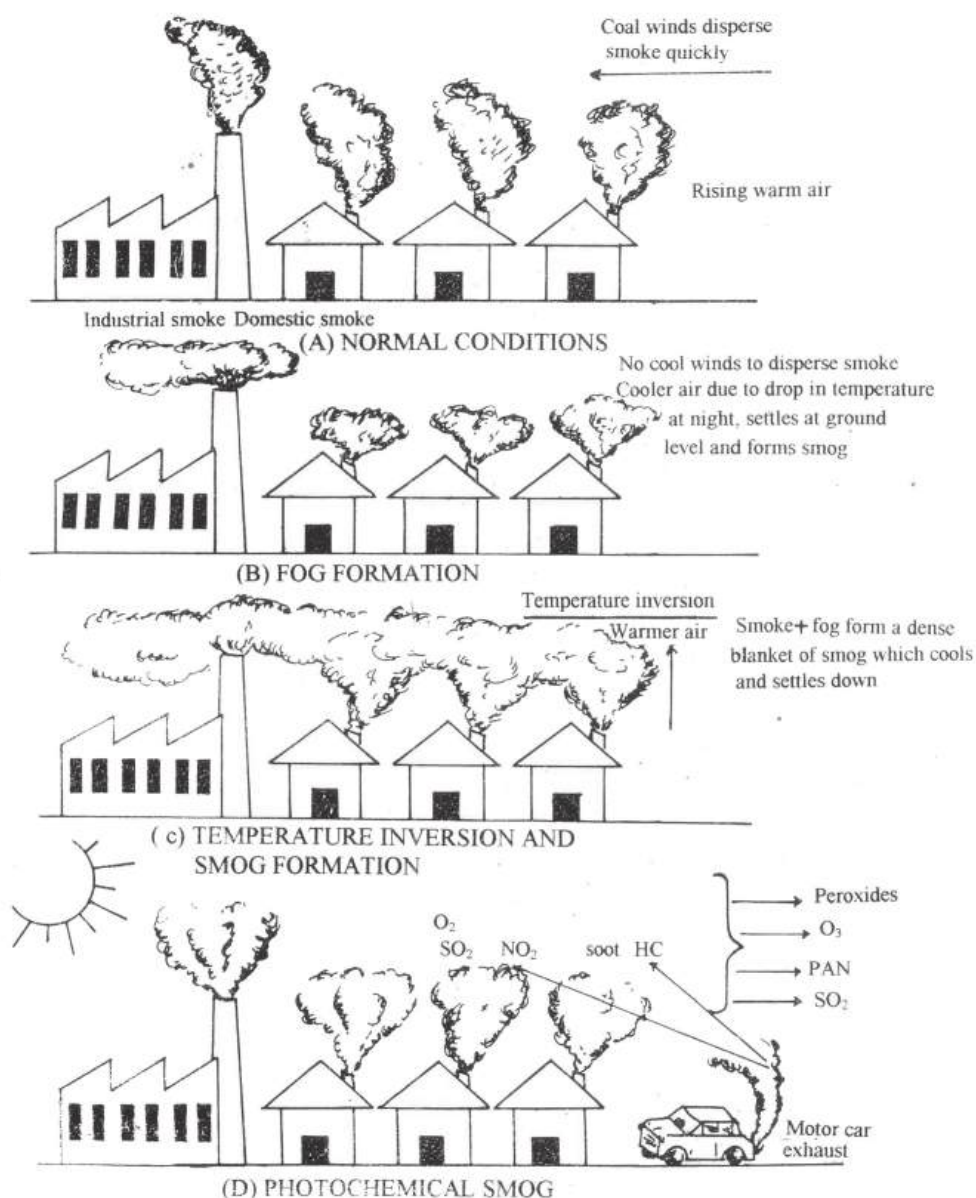 Coal winds disperse
smoke quickly
Rising warm air
Industrial smoke Domestic smoke
(A) NORMAL CONDITIONS
No cool winds to disperse smoke
Cooler air due to drop in temperature
at night, settles at ground
level and forms smog
(B) FOG FORMATION
Temperature inversion
Warmer air
Smoke+ fog form a dense
blanket of smog which cools
and settles down
( c) TEMPERATURE INVERSION AND
SMOG FORMATION
Peroxides
O₂
O₃
SO₂ NO₂ soot HC
PAN
SO₂
Motor car
exhaust
(D) PHOTOCHEMICAL SMOG